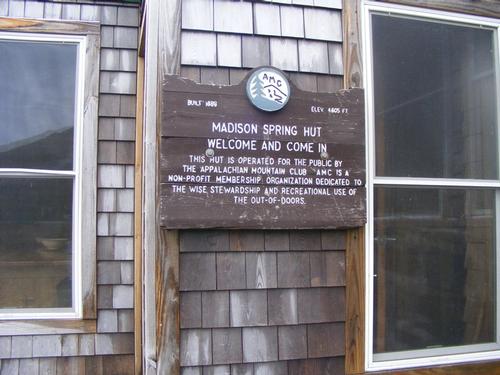 AMC
BUILT 1888
ELEV. 4805 FT.
MADISON SPRING HUT
WELCOME AND COME IN
THIS HUT IS OPERATED FOR THE PUBLIC BY
THE APPALACHIAN MOUNTAIN CLUB AMC IS A
NON-PROFIT MEMBERSHIP ORGANIZATION DEDICATED TO
THE WISE STEWARDSHIP AND RECREATIONAL USE OF
THE OUT-OF-DOORS.